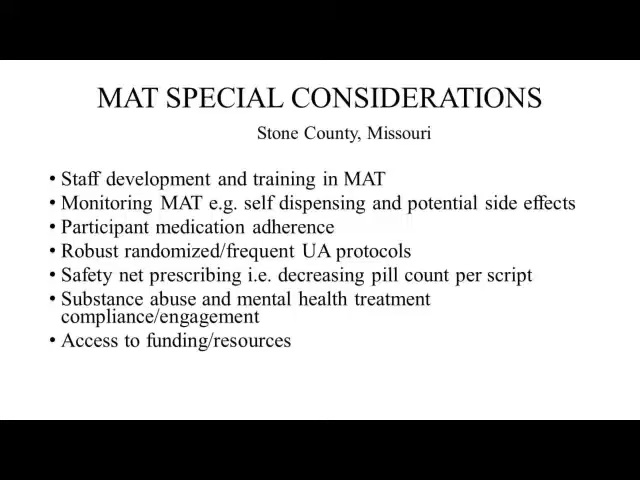 MAT SPECIAL CONSIDERATIONS
Stone County, Missouri
• Staff development and training in MAT
• Monitoring MAT e.g. self dispensing and potential side effects
• Participant medication adherence
• Robust randomized/frequent UA protocols
• Safety net prescribing i.e. decreasing pill count per script
• Substance abuse and mental health treatment
compliance/engagement
• Access to funding/resources